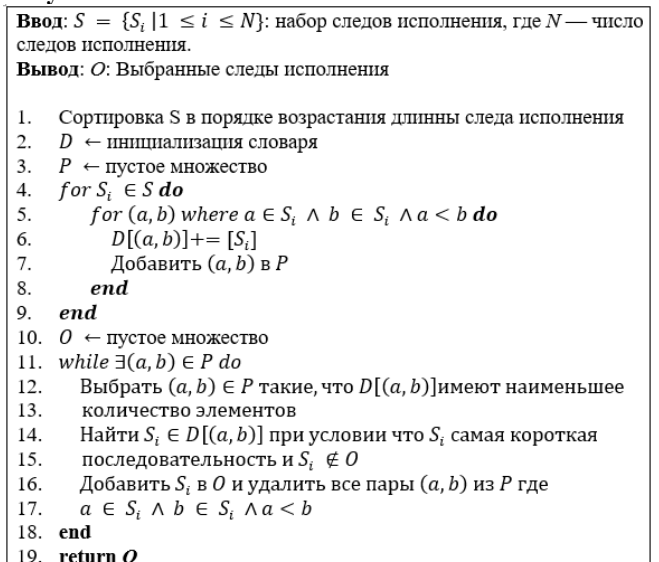 Ввод: S = {S_i | 1 ≤ i ≤ N}: набор следов исполнения, где N — число
следов исполнения.
Вывод: O: Выбранные следы исполнения
1. Сортировка S в порядке возрастания длинны следа исполнения
2. D ← инициализация словаря
3. P ← пустое множество
4. for S_i ∈ S do
5. for (a, b) where a ∈ S_i ∧ b ∈ S_i ∧ a < b do
6. D[(a, b)]+= [S_i]
7. Добавить (a, b) в P
8. end
9. end
10. O ← пустое множество
11. while ∃(a, b) ∈ P do
12. Выбрать (a, b) ∈ P такие, что D[(a, b)]имеют наименьшее
13. количество элементов
14. Найти S_i ∈ D[(a, b)] при условии что S_i самая короткая
15. последовательность и S_i ∉ O
16. Добавить S_i в O и удалить все пары (a, b) из P где
17. a ∈ S_i ∧ b ∈ S_i ∧ a < b
18. end
19. return O